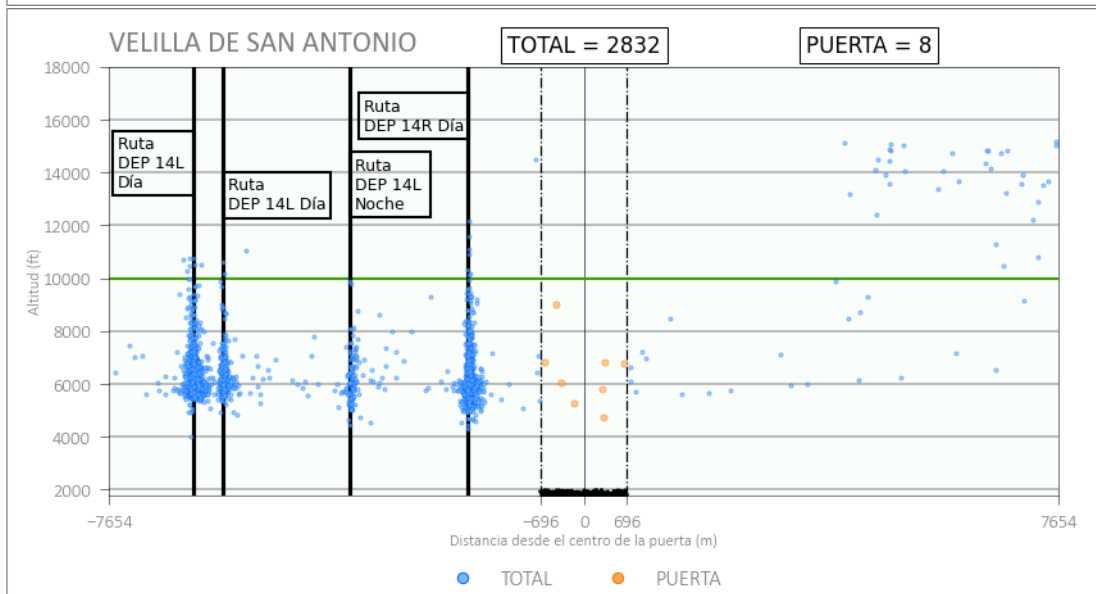 VELILLA DE SAN ANTONIO
TOTAL = 2832
PUERTA = 8
Altitud (ft)
18000
16000
14000
12000
10000
8000
6000
4000
2000
Ruta
DEP 14L
Día
Ruta
DEP 14L Día
Ruta
DEP 14L
Noche
Ruta
DEP 14R Día
−7654
−696
0
696
7654
Distancia desde el centro de la puerta (m)
TOTAL
PUERTA